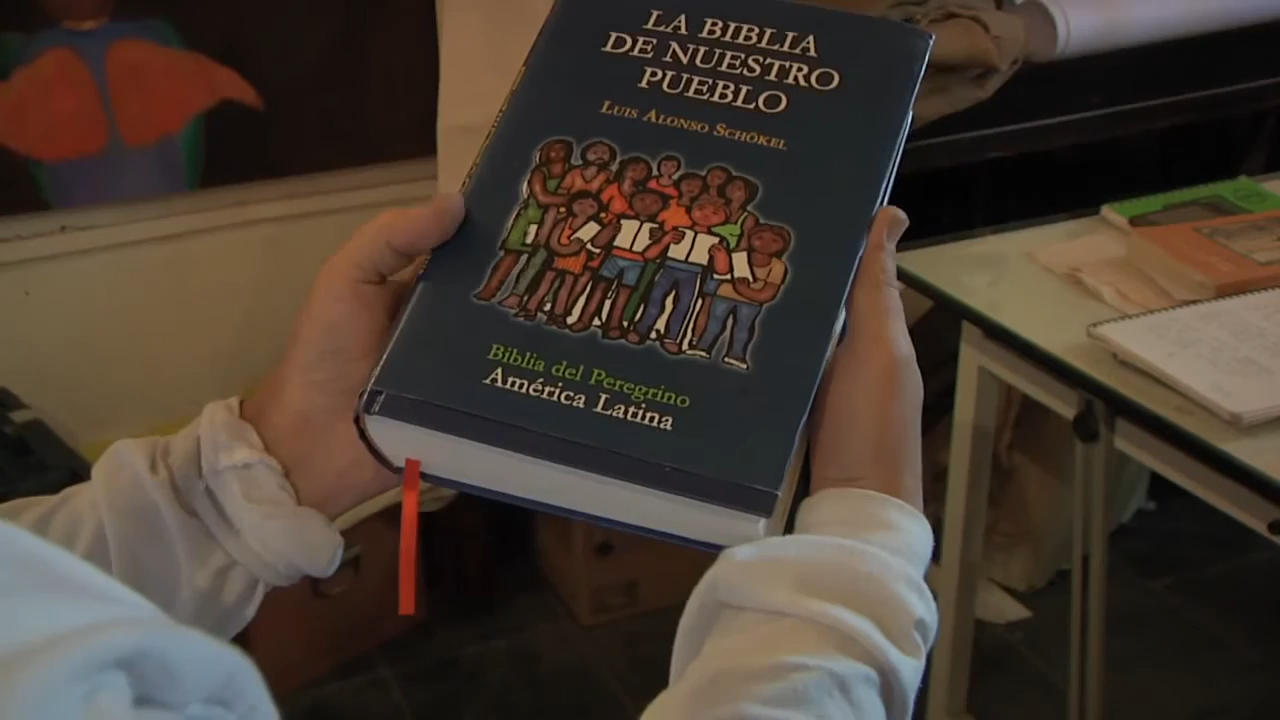 LA BIBLIA
DE NUESTRO
PUEBLO
LUIS ALONSO SCHÖKEL
Biblia del Peregrino
América Latina